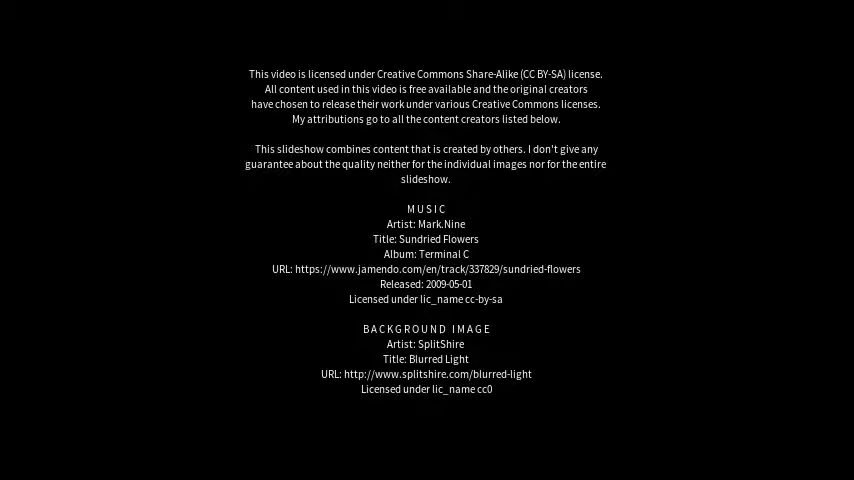 This video is licensed under Creative Commons Share-Alike (CC BY-SA) license.
All content used in this video is free available and the original creators
have chosen to release their work under various Creative Commons licenses.
My attributions go to all the content creators listed below.
This slideshow combines content that is created by others. I don't give any
guarantee about the quality neither for the individual images nor for the entire
slideshow.
MUSIC
Artist: Mark.Nine
Title: Sundried Flowers
Album: Terminal C
URL: https://www.jamendo.com/en/track/337829/sundried-flowers
Released: 2009-05-01
Licensed under lic_name cc-by-sa
BACKGROUND IMAGE
Artist: SplitShire
Title: Blurred Light
URL: http://www.splitshire.com/blurred-light
Licensed under lic_name cc0